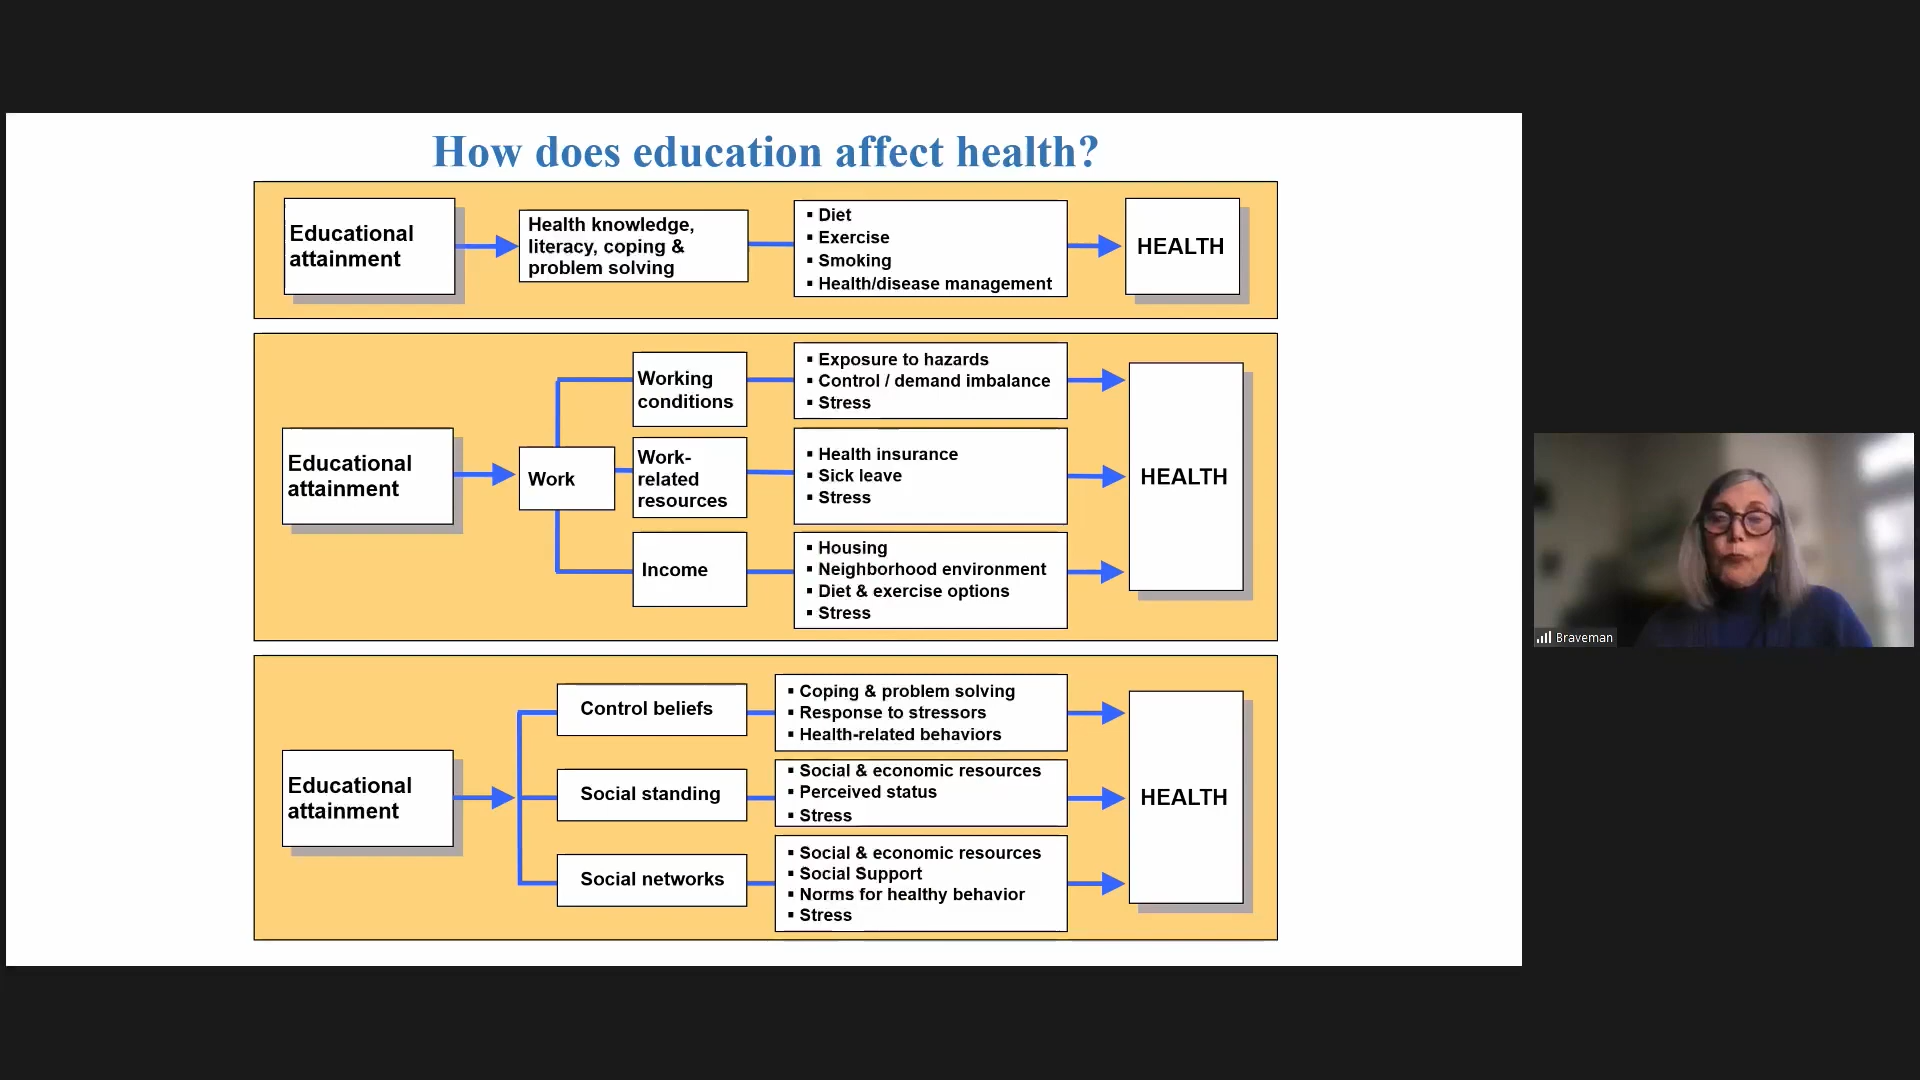 How does education affect health?
Educational
attainment
Health knowledge,
literacy, coping &
problem solving
▪ Diet
▪ Exercise
▪ Smoking
▪ Health/disease management
HEALTH
Educational
attainment
Work
Working
conditions
▪ Exposure to hazards
▪ Control / demand imbalance
▪ Stress
Work-
related
resources
▪ Health insurance
▪ Sick leave
▪ Stress
Income
▪ Housing
▪ Neighborhood environment
▪ Diet & exercise options
▪ Stress
HEALTH
Educational
attainment
Control beliefs
▪ Coping & problem solving
▪ Response to stressors
▪ Health-related behaviors
Social standing
▪ Social & economic resources
▪ Perceived status
▪ Stress
Social networks
▪ Social & economic resources
▪ Social Support
▪ Norms for healthy behavior
▪ Stress
HEALTH
Braveman